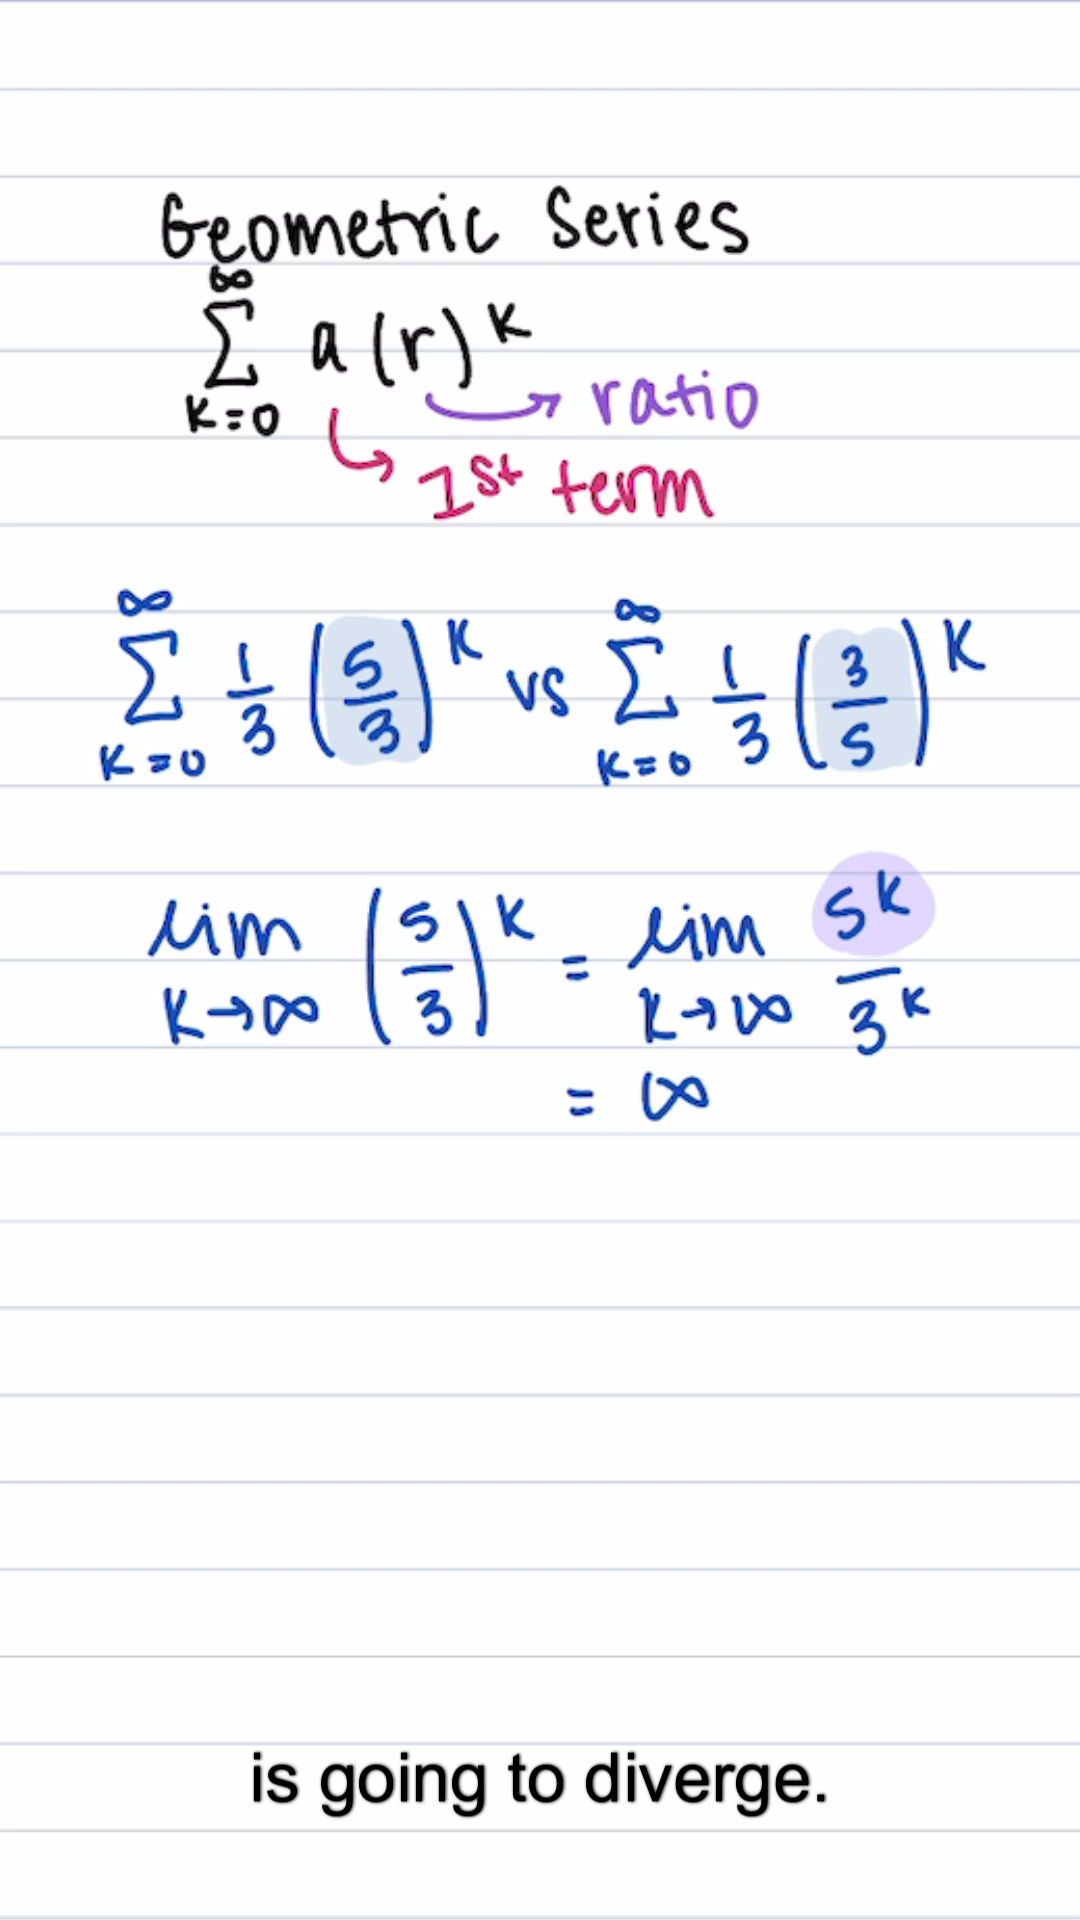 Geometric Series
∞
Σ a (r)^k
k=0
→ ratio
→ 1st term
∞ ∞
Σ 1/3 (5/3)^k vs Σ 1/3 (3/5)^k
k=0 k=0
lim (5/3)^k = lim 5^k/3^k
k→∞ k→∞
= ∞
is going to diverge.